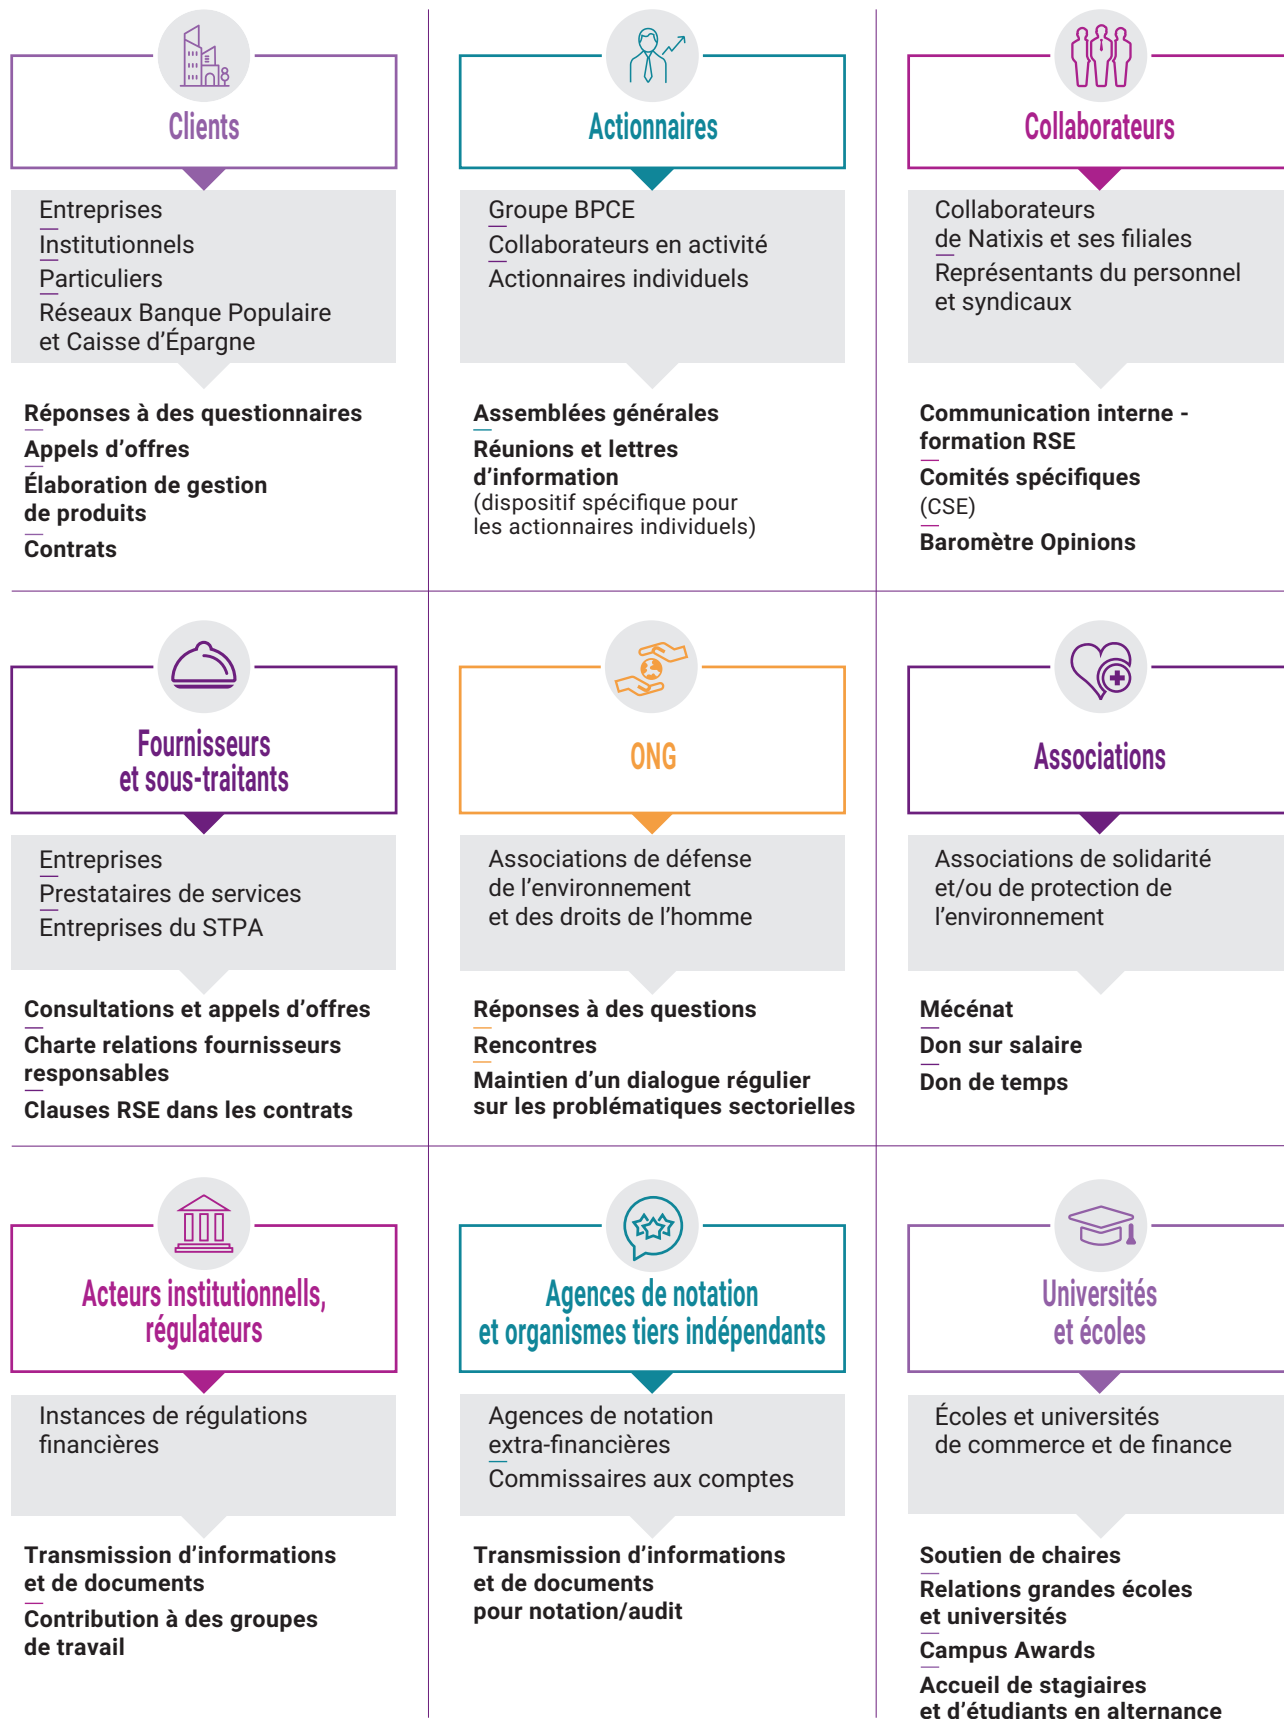 Clients
Entreprises
Institutionnels
Particuliers
Réseaux Banque Populaire
et Caisse d’Épargne
Réponses à des questionnaires
Appels d’offres
Élaboration de gestion
de produits
Contrats
Actionnaires
Groupe BPCE
Collaborateurs en activité
Actionnaires individuels
Assemblées générales
Réunions et lettres
d’information
(dispositif spécifique pour
les actionnaires individuels)
Collaborateurs
Collaborateurs
de Natixis et ses filiales
Représentants du personnel
et syndicaux
Communication interne -
formation RSE
Comités spécifiques
(CSE)
Baromètre Opinions
Fournisseurs
et sous-traitants
Entreprises
Prestataires de services
Entreprises du STPA
Consultations et appels d’offres
Charte relations fournisseurs
responsables
Clauses RSE dans les contrats
ONG
Associations de défense
de l’environnement
et des droits de l’homme
Réponses à des questions
Rencontres
Maintien d’un dialogue régulier
sur les problématiques sectorielles
Associations
Associations de solidarité
et/ou de protection de
l’environnement
Mécénat
Don sur salaire
Don de temps
Acteurs institutionnells,
régulateurs
Instances de régulations
financières
Transmission d’informations
et de documents
Contribution à des groupes
de travail
Agences de notation
et organismes tiers indépendants
Agences de notation
extra-financières
Commissaires aux comptes
Transmission d’informations
et de documents
pour notation/audit
Universités
et écoles
Écoles et universités
de commerce et de finance
Soutien de chaires
Relations grandes écoles
et universités
Campus Awards
Accueil de stagiaires
et d’étudiants en alternance